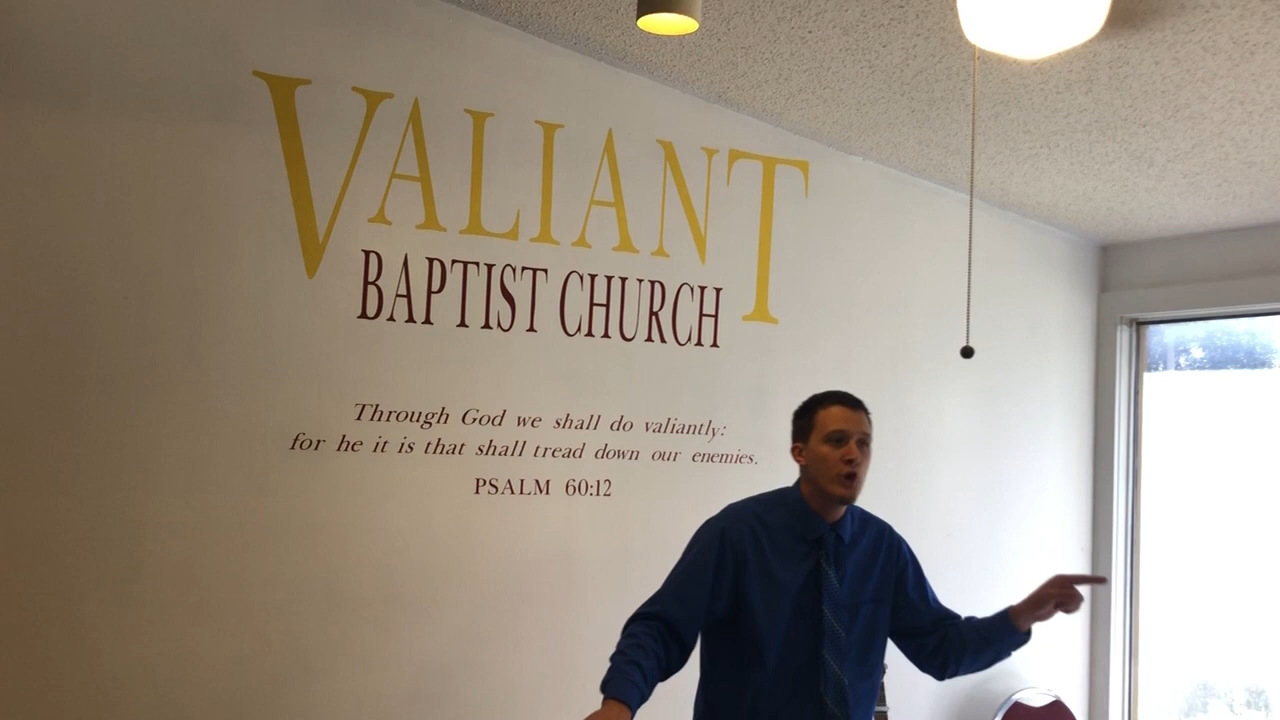 VALIANT
BAPTIST CHURCH
Through God we shall do valiantly:
for he it is that shall tread down our enemies.
PSALM 60:12